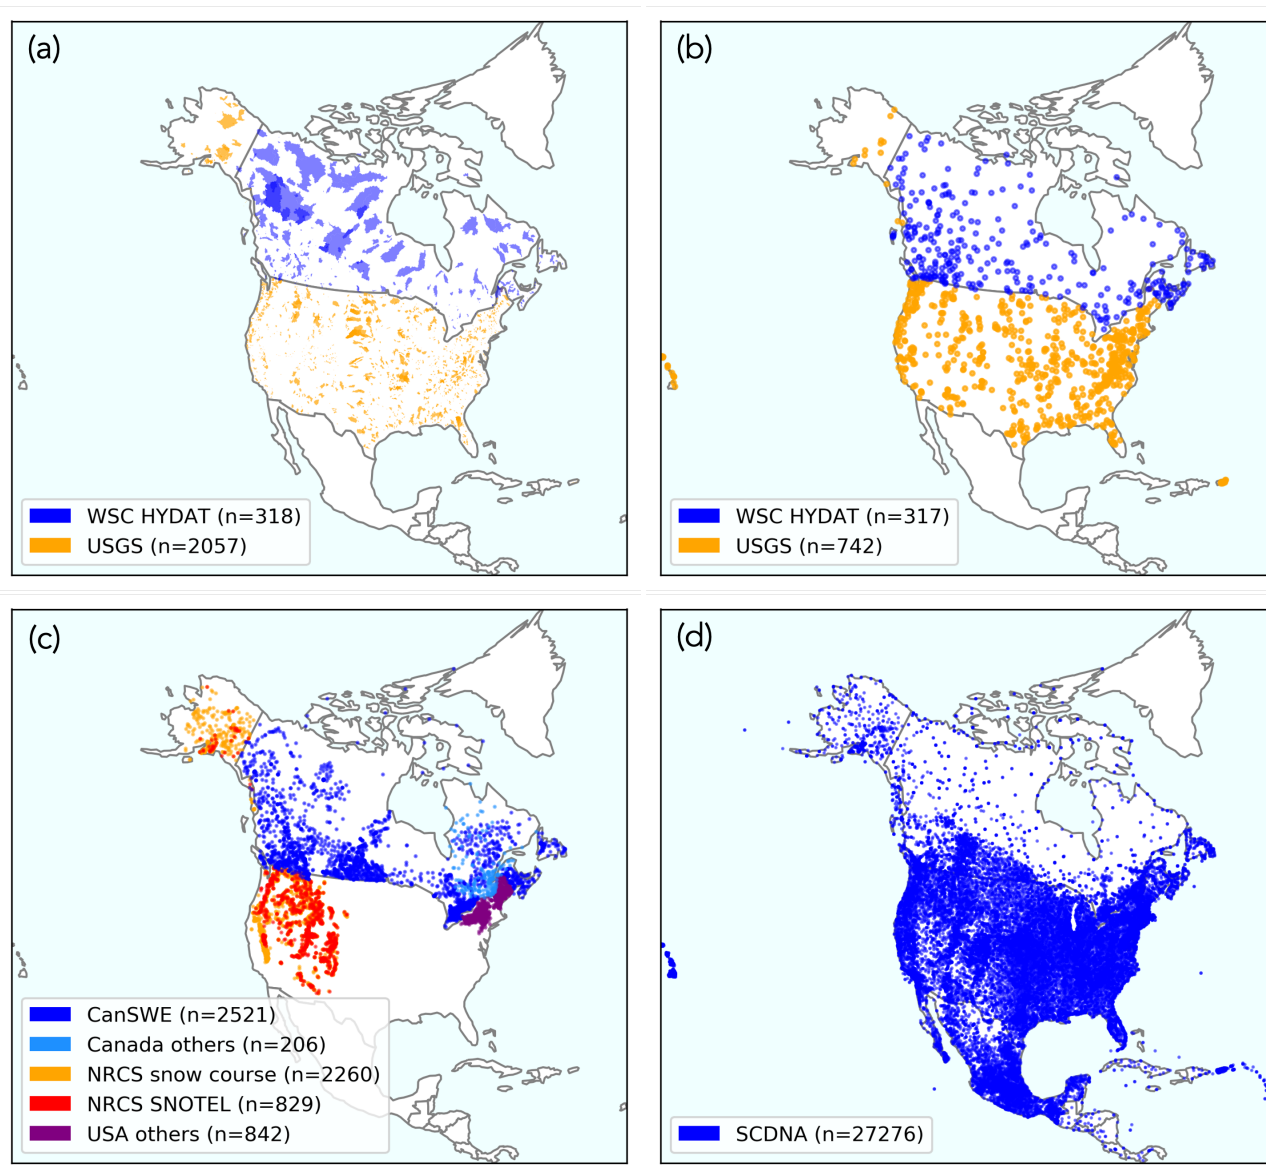 (a)
WSC HYDAT (n=318)
USGS (n=2057)
(b)
WSC HYDAT (n=317)
USGS (n=742)
(c)
CanSWE (n=2521)
Canada others (n=206)
NRCS snow course (n=2260)
NRCS SNOTEL (n=829)
USA others (n=842)
(d)
SCDNA (n=27276)